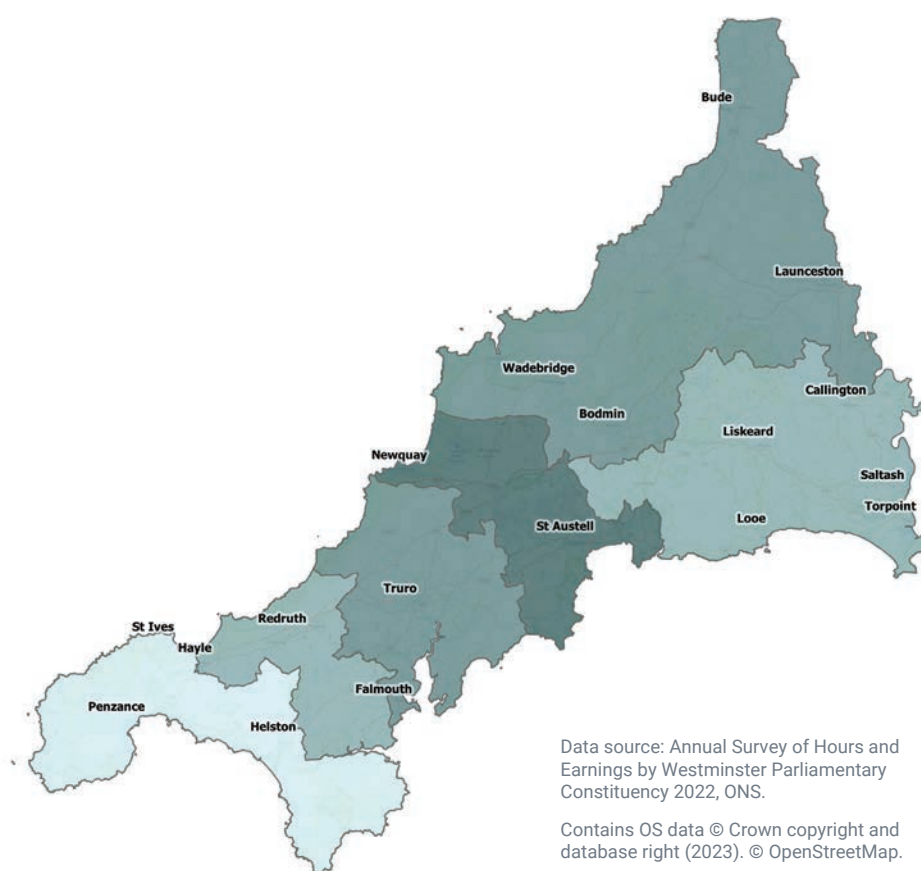 Bude
Launceston
Wadebridge
Callington
Bodmin
Liskeard
Newquay
Saltash
Torpoint
Looe
St Austell
Truro
Redruth
St Ives
Hayle
Falmouth
Penzance
Helston
Data source: Annual Survey of Hours and
Earnings by Westminster Parliamentary
Constituency 2022, ONS.
Contains OS data © Crown copyright and
database right (2023). © OpenStreetMap.